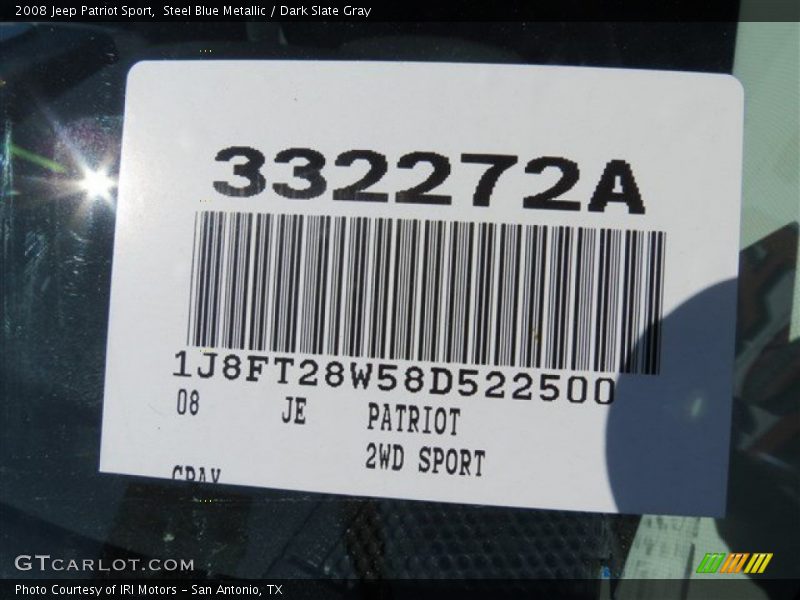 2008 Jeep Patriot Sport,  Steel Blue Metallic / Dark Slate Gray
332272A
1J8FT28W58D522500
08 JE PATRIOT
2WD SPORT
GRAY
GTCARLOT.COM
Photo Courtesy of IRI Motors – San Antonio, TX